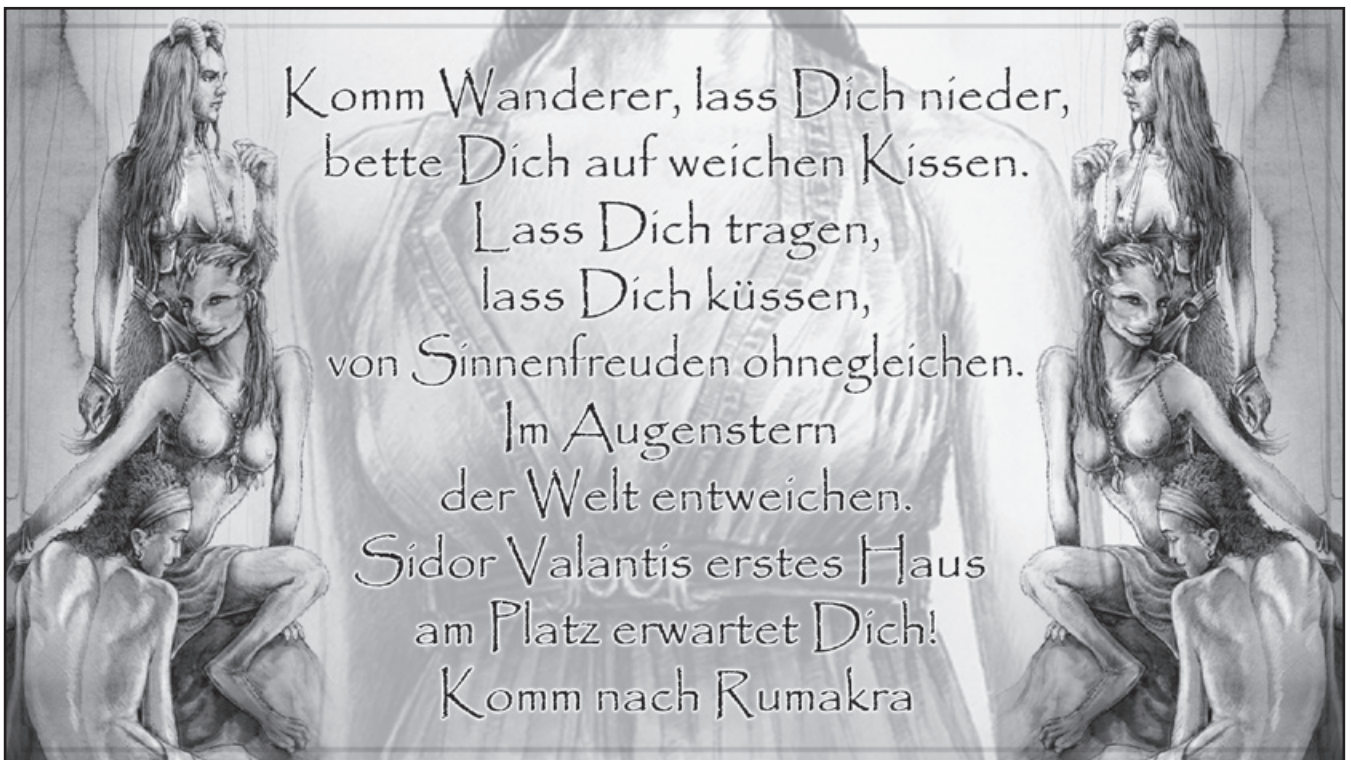 Komm Wanderer, lass Dich nieder,
bette Dich auf weichen Kissen.
Lass Dich tragen,
lass Dich küssen,
von Sinnenfreuden ohnegleichen.
Im Augenstern
der Welt entweichen.
Sidor Valantis erstes Haus
am Platz erwartet Dich!
Komm nach Rumakra